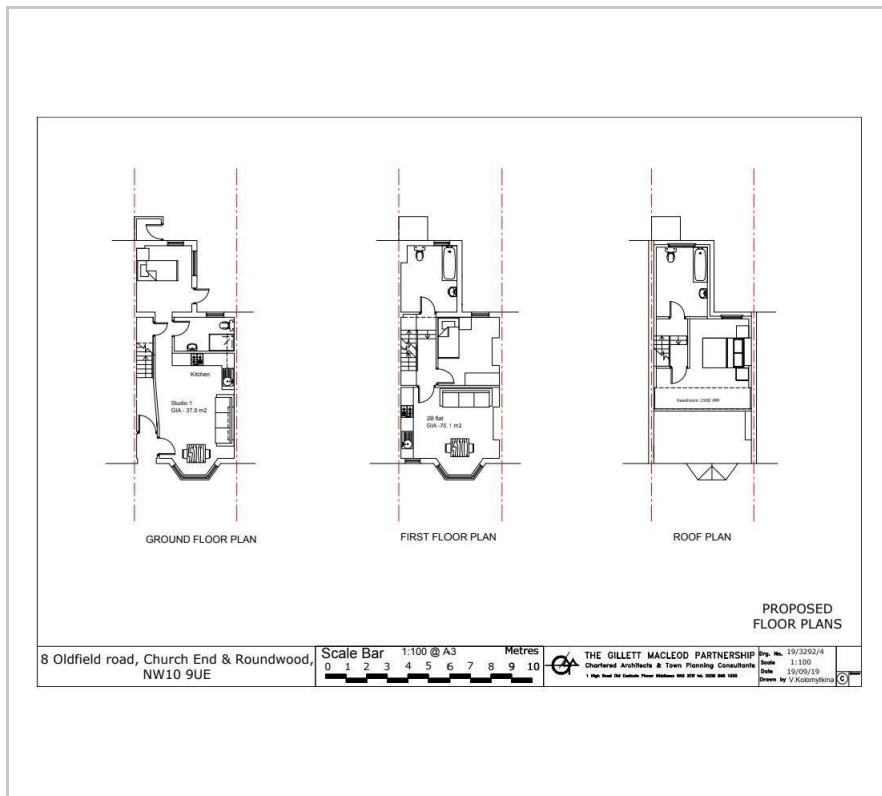 Kitchen
Studio 1
GIA - 37.5 m2
GROUND FLOOR PLAN
2B flat
GIA -70.1 m2
FIRST FLOOR PLAN
headroom 1500 MM
ROOF PLAN
PROPOSED
FLOOR PLANS
8 Oldfield road, Church End & Roundwood,
NW10 9UE
Scale Bar 1:100 @ A3 Metres
0 1 2 3 4 5 6 7 8 9 10
THE GILLETT MACLEOD PARTNERSHIP
Chartered Architects & Town Planning Consultants
Drg. No. 19/3292/4
Scale 1:100
Date 19/09/19
Drawn by V.Kolomytkina
©